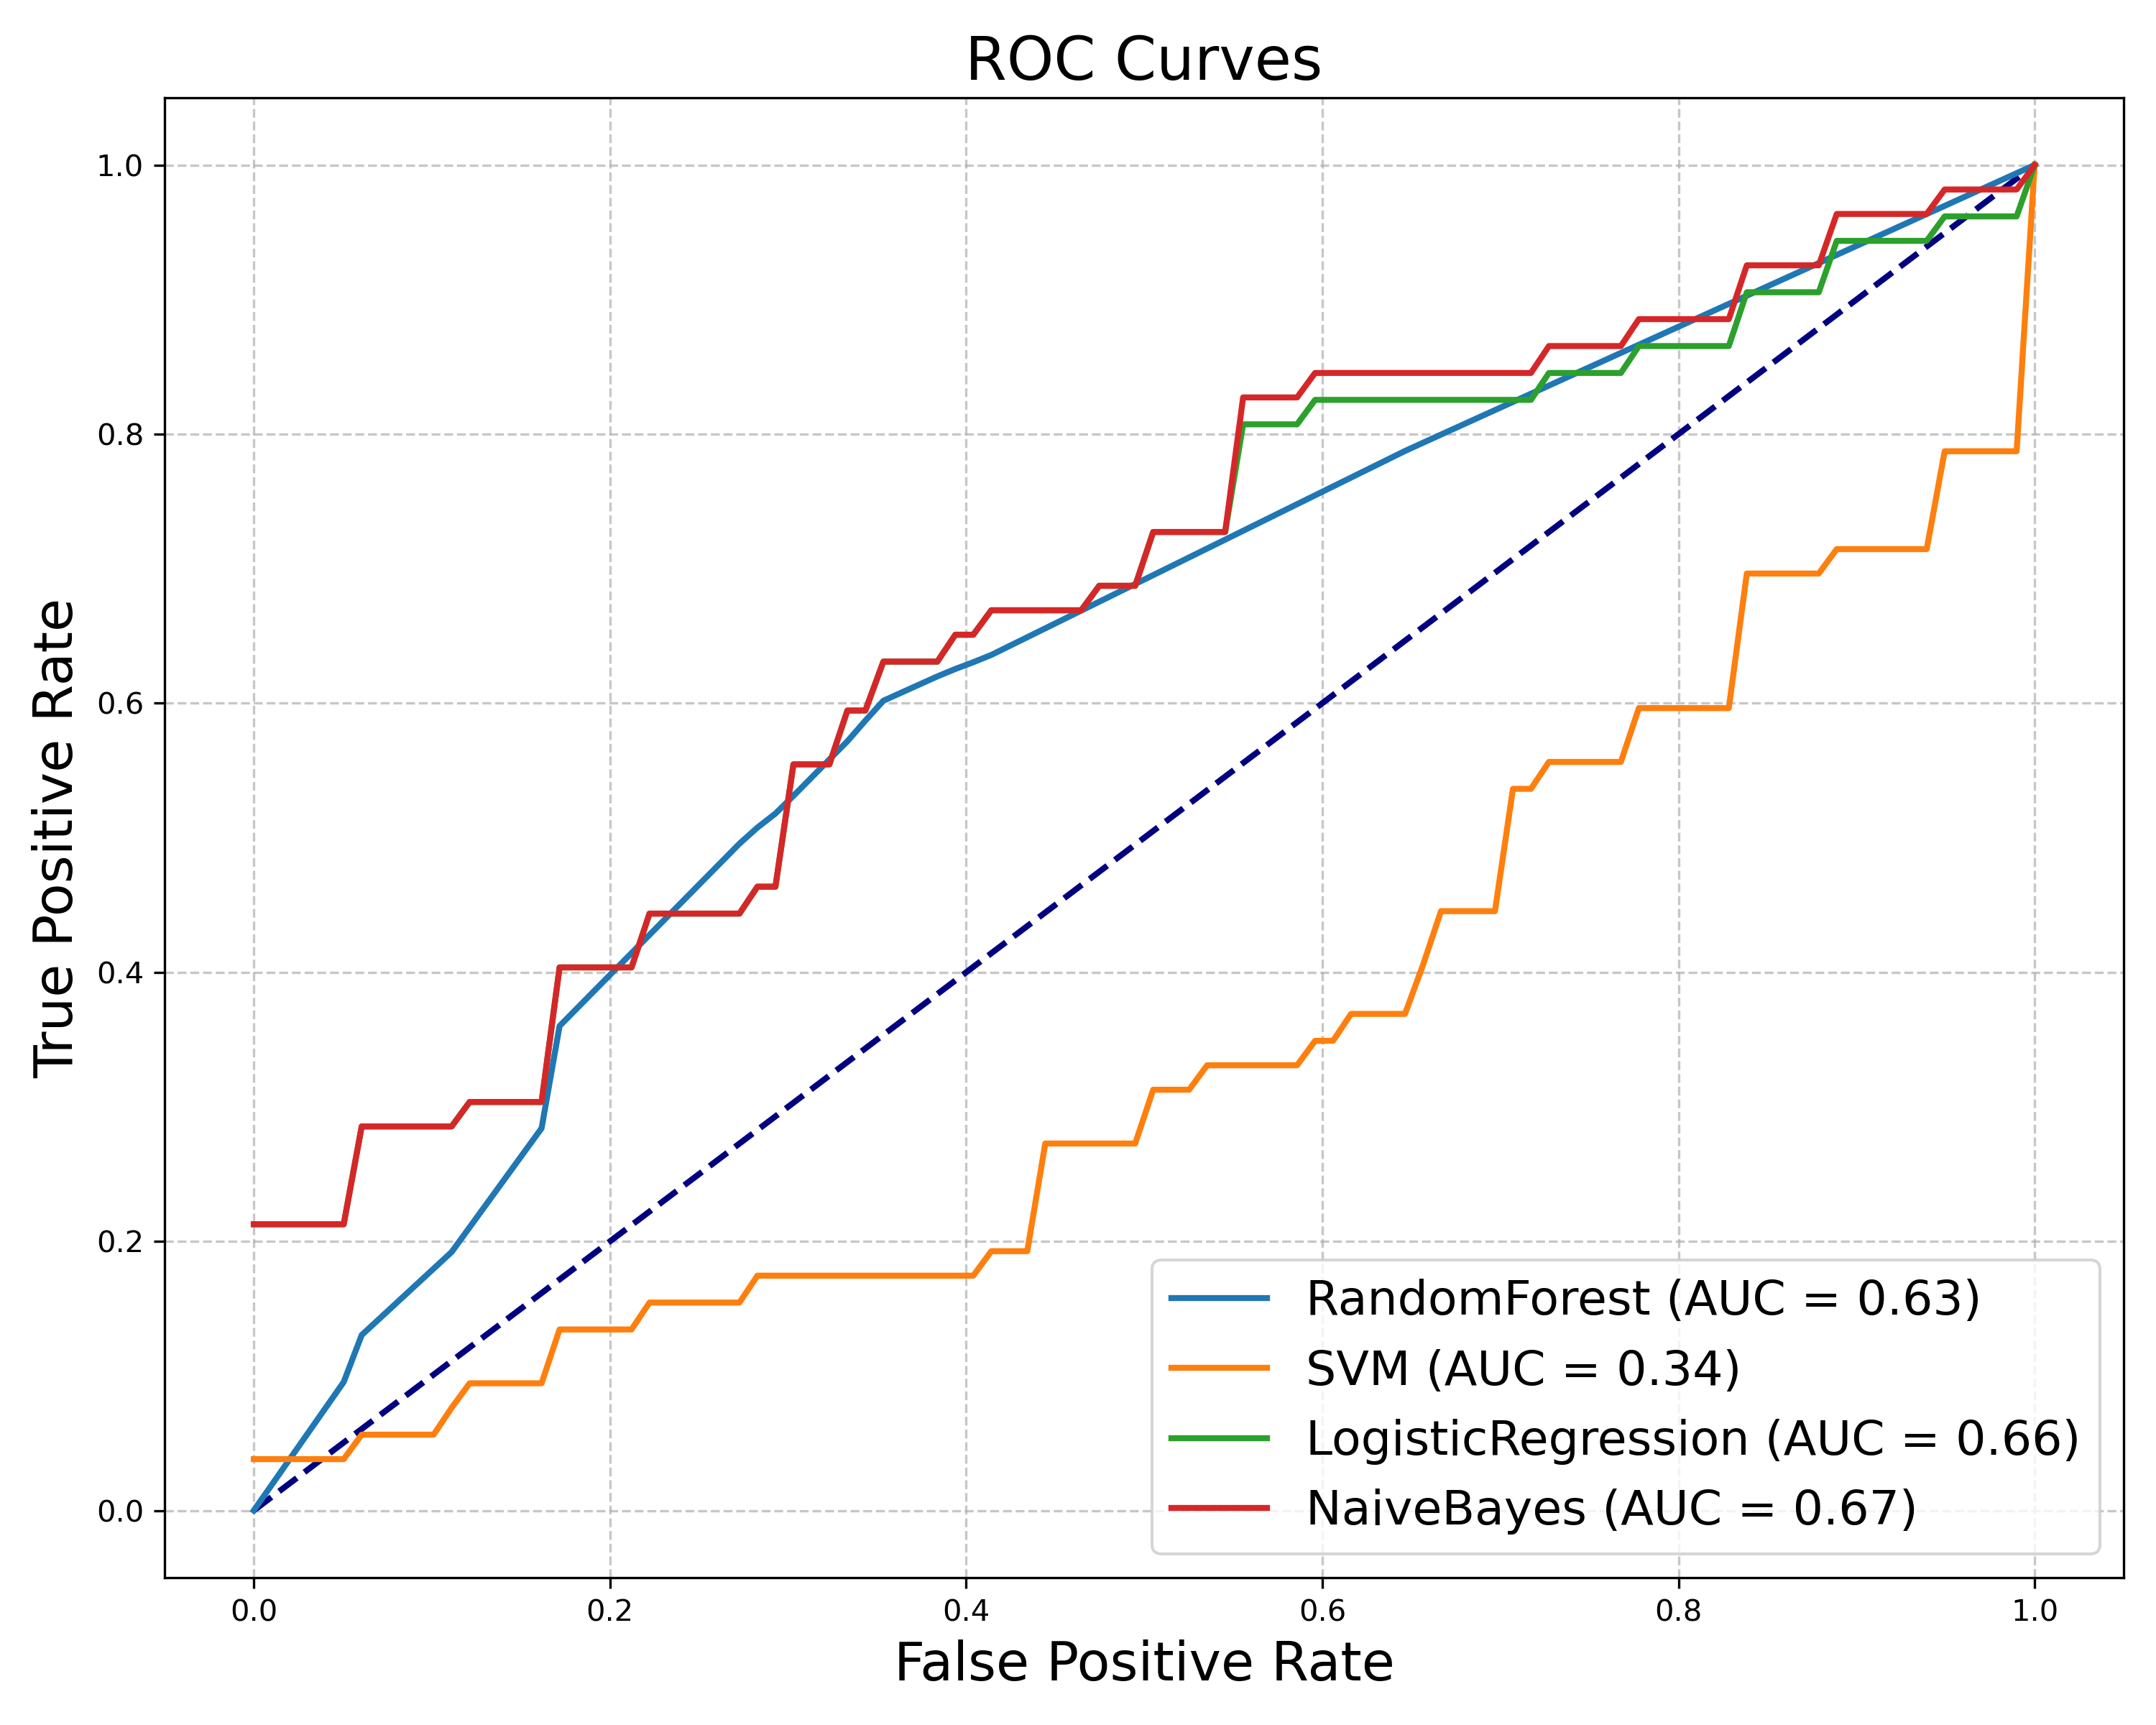 ROC Curves
True Positive Rate
1.0
0.8
0.6
0.4
0.2
0.0
0.0 0.2 0.4 0.6 0.8 1.0
False Positive Rate
RandomForest (AUC = 0.63)
SVM (AUC = 0.34)
LogisticRegression (AUC = 0.66)
NaiveBayes (AUC = 0.67)